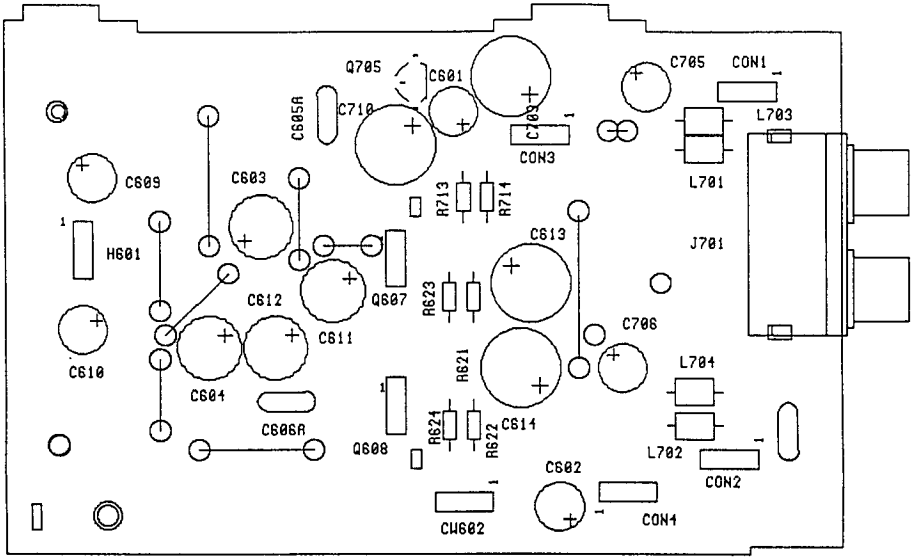 Q705
C601
C705
CON1
1
C605A
C710
C709
1
L703
CON3
C609
C603
R713
R714
L701
1
H601
C613
J701
Q607
R623
C612
C611
C706
C610
C604
R621
L704
1
C606A
R624
R622
C614
Q608
L702
1
C602
CON2
1
CW602
1
CON4